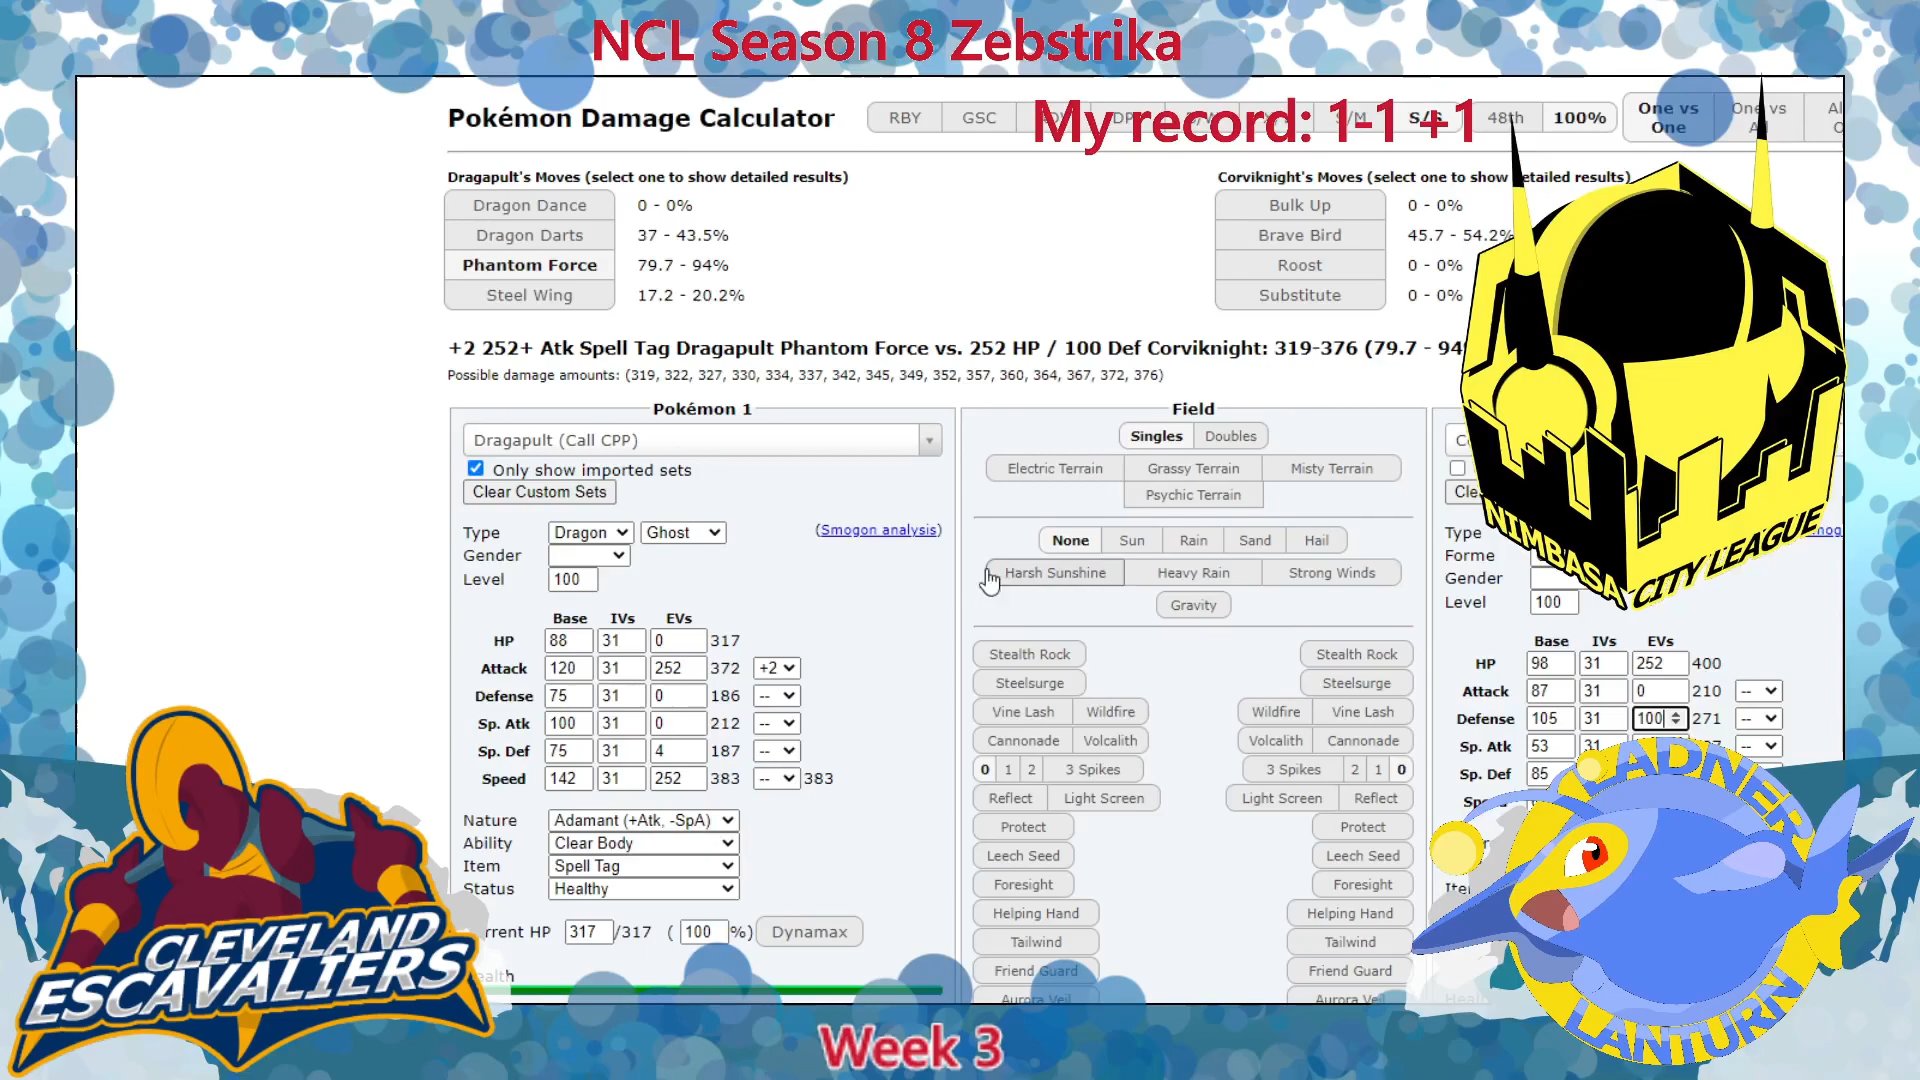 NCL Season 8 Zebstrika
My record: 1-1 +1
Pokémon Damage Calculator
RBY GSC S/M S/S 48th 100% One vs One
Dragapult's Moves (select one to show detailed results)
Dragon Dance 0 - 0%
Dragon Darts 37 - 43.5%
Phantom Force 79.7 - 94%
Steel Wing 17.2 - 20.2%
Corviknight's Moves (select one to show detailed results)
Bulk Up 0 - 0%
Brave Bird 45.7 - 54.2%
Roost 0 - 0%
Substitute 0 - 0%
+2 252+ Atk Spell Tag Dragapult Phantom Force vs. 252 HP / 100 Def Corviknight: 319-376 (79.7 - 94
Possible damage amounts: (319, 322, 327, 330, 334, 337, 342, 345, 349, 352, 357, 360, 364, 367, 372, 376)
Pokémon 1
Dragapult (Call CPP)
Only show imported sets
Clear Custom Sets
Type Dragon Ghost (Smogon analysis)
Gender
Level 100
Base IVs EVs
HP 88 31 0 317
Attack 120 31 252 372 +2
Defense 75 31 0 186 --
Sp. Atk 100 31 0 212 --
Sp. Def 75 31 4 187 --
Speed 142 31 252 383 -- 383
Nature Adamant (+Atk, -SpA)
Ability Clear Body
Item Spell Tag
Status Healthy
rrent HP 317 /317 ( 100 %) Dynamax
Field
Singles Doubles
Electric Terrain Grassy Terrain Misty Terrain
Psychic Terrain
None Sun Rain Sand Hail
Harsh Sunshine Heavy Rain Strong Winds
Gravity
Stealth Rock Stealth Rock
Steelsurge Steelsurge
Vine Lash Wildfire Wildfire Vine Lash
Cannonade Volcalith Volcalith Cannonade
0 1 2 3 Spikes 3 Spikes 2 1 0
Reflect Light Screen Light Screen Reflect
Protect Protect
Leech Seed Leech Seed
Foresight Foresight
Helping Hand Helping Hand
Tailwind Tailwind
Friend Guard Friend Guard
Aurora Veil Aurora Veil
Type
Forme
Gender
Level 100
Base IVs EVs
HP 98 31 252 400
Attack 87 31 0 210 --
Defense 105 31 100 271 --
Sp. Atk 53 31 --
Sp. Def 85
NIMBASA CITY LEAGUE
CLEVELAND
ESCAVALIERS
LADNER
LANTURN
Week 3